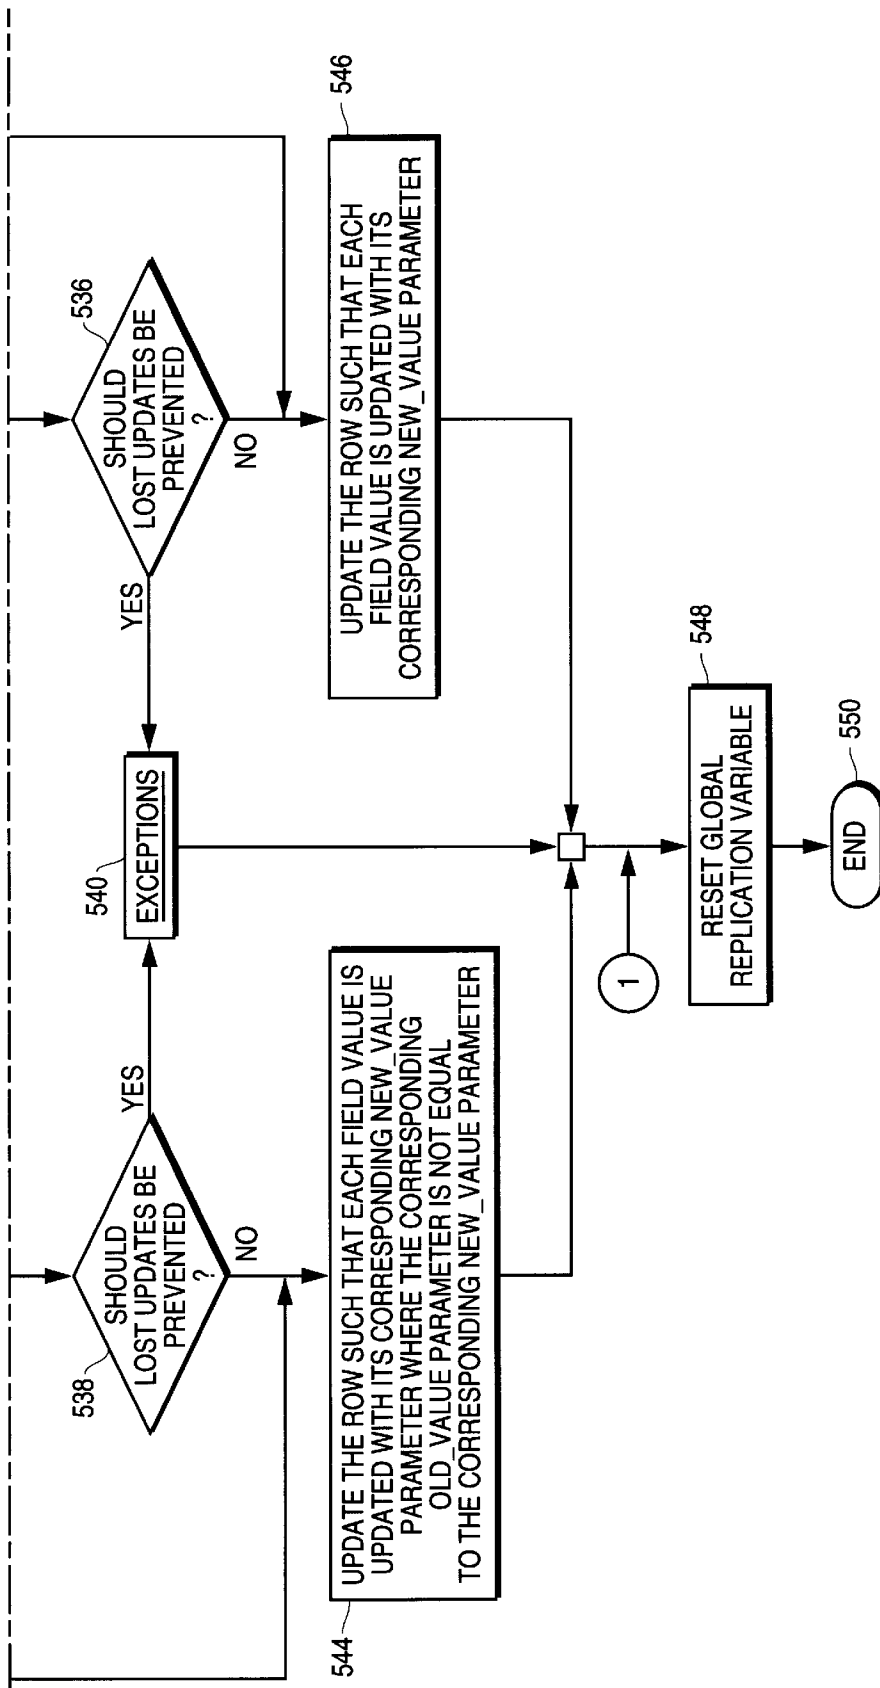 538
SHOULD
LOST UPDATES BE
PREVENTED
?
YES
NO
540
EXCEPTIONS
536
SHOULD
LOST UPDATES BE
PREVENTED
?
YES
NO
544
UPDATE THE ROW SUCH THAT EACH FIELD VALUE IS
UPDATED WITH ITS CORRESPONDING NEW_VALUE
PARAMETER WHERE THE CORRESPONDING
OLD_VALUE PARAMETER IS NOT EQUAL
TO THE CORRESPONDING NEW_VALUE PARAMETER
546
UPDATE THE ROW SUCH THAT EACH
FIELD VALUE IS UPDATED WITH ITS
CORRESPONDING NEW_VALUE PARAMETER
1
548
RESET GLOBAL
REPLICATION VARIABLE
550
END